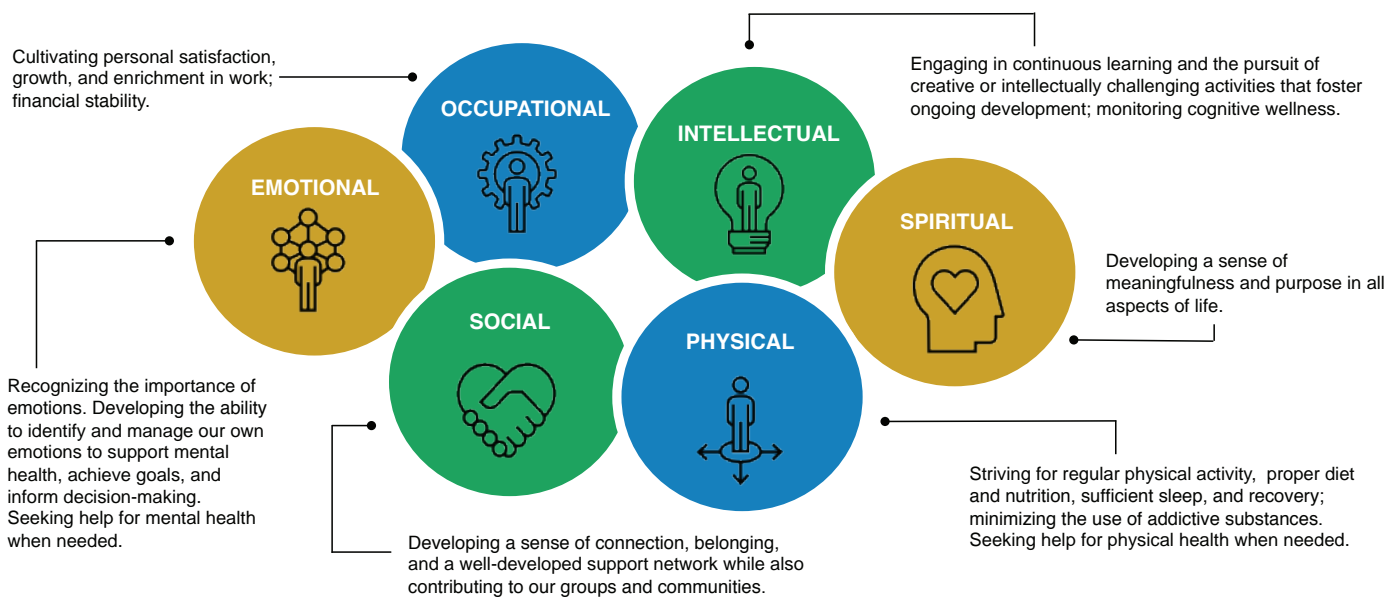 Cultivating personal satisfaction,
growth, and enrichment in work;
financial stability.
OCCUPATIONAL
INTELLECTUAL
Engaging in continuous learning and the pursuit of
creative or intellectually challenging activities that foster
ongoing development; monitoring cognitive wellness.
EMOTIONAL
SPIRITUAL
Developing a sense of
meaningfulness and purpose in all
aspects of life.
SOCIAL
PHYSICAL
Recognizing the importance of
emotions. Developing the ability
to identify and manage our own
emotions to support mental
health, achieve goals, and
inform decision-making.
Seeking help for mental health
when needed.
Striving for regular physical activity, proper diet
and nutrition, sufficient sleep, and recovery;
minimizing the use of addictive substances.
Seeking help for physical health when needed.
Developing a sense of connection, belonging,
and a well-developed support network while also
contributing to our groups and communities.